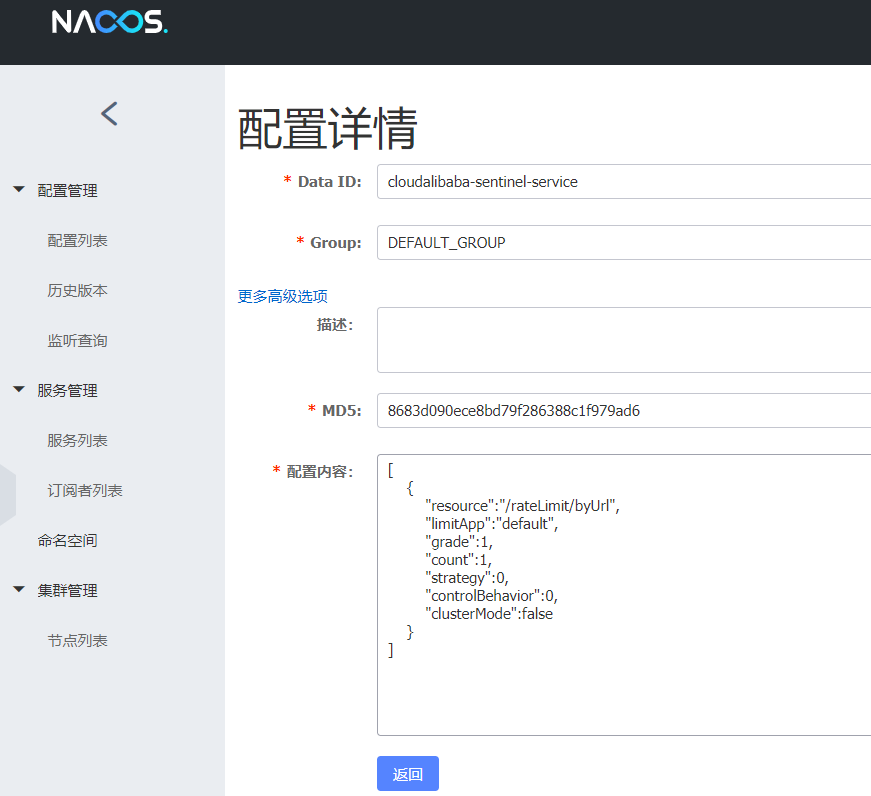 NACOS.
配置详情
配置管理
配置列表
历史版本
监听查询
服务管理
服务列表
订阅者列表
命名空间
集群管理
节点列表
* Data ID: cloudalibaba-sentinel-service
* Group: DEFAULT_GROUP
更多高级选项
描述:
* MD5: 8683d090ece8bd79f286388c1f979ad6
* 配置内容: [
{
"resource":"/rateLimit/byUrl",
"limitApp":"default",
"grade":1,
"count":1,
"strategy":0,
"controlBehavior":0,
"clusterMode":false
}
]
返回